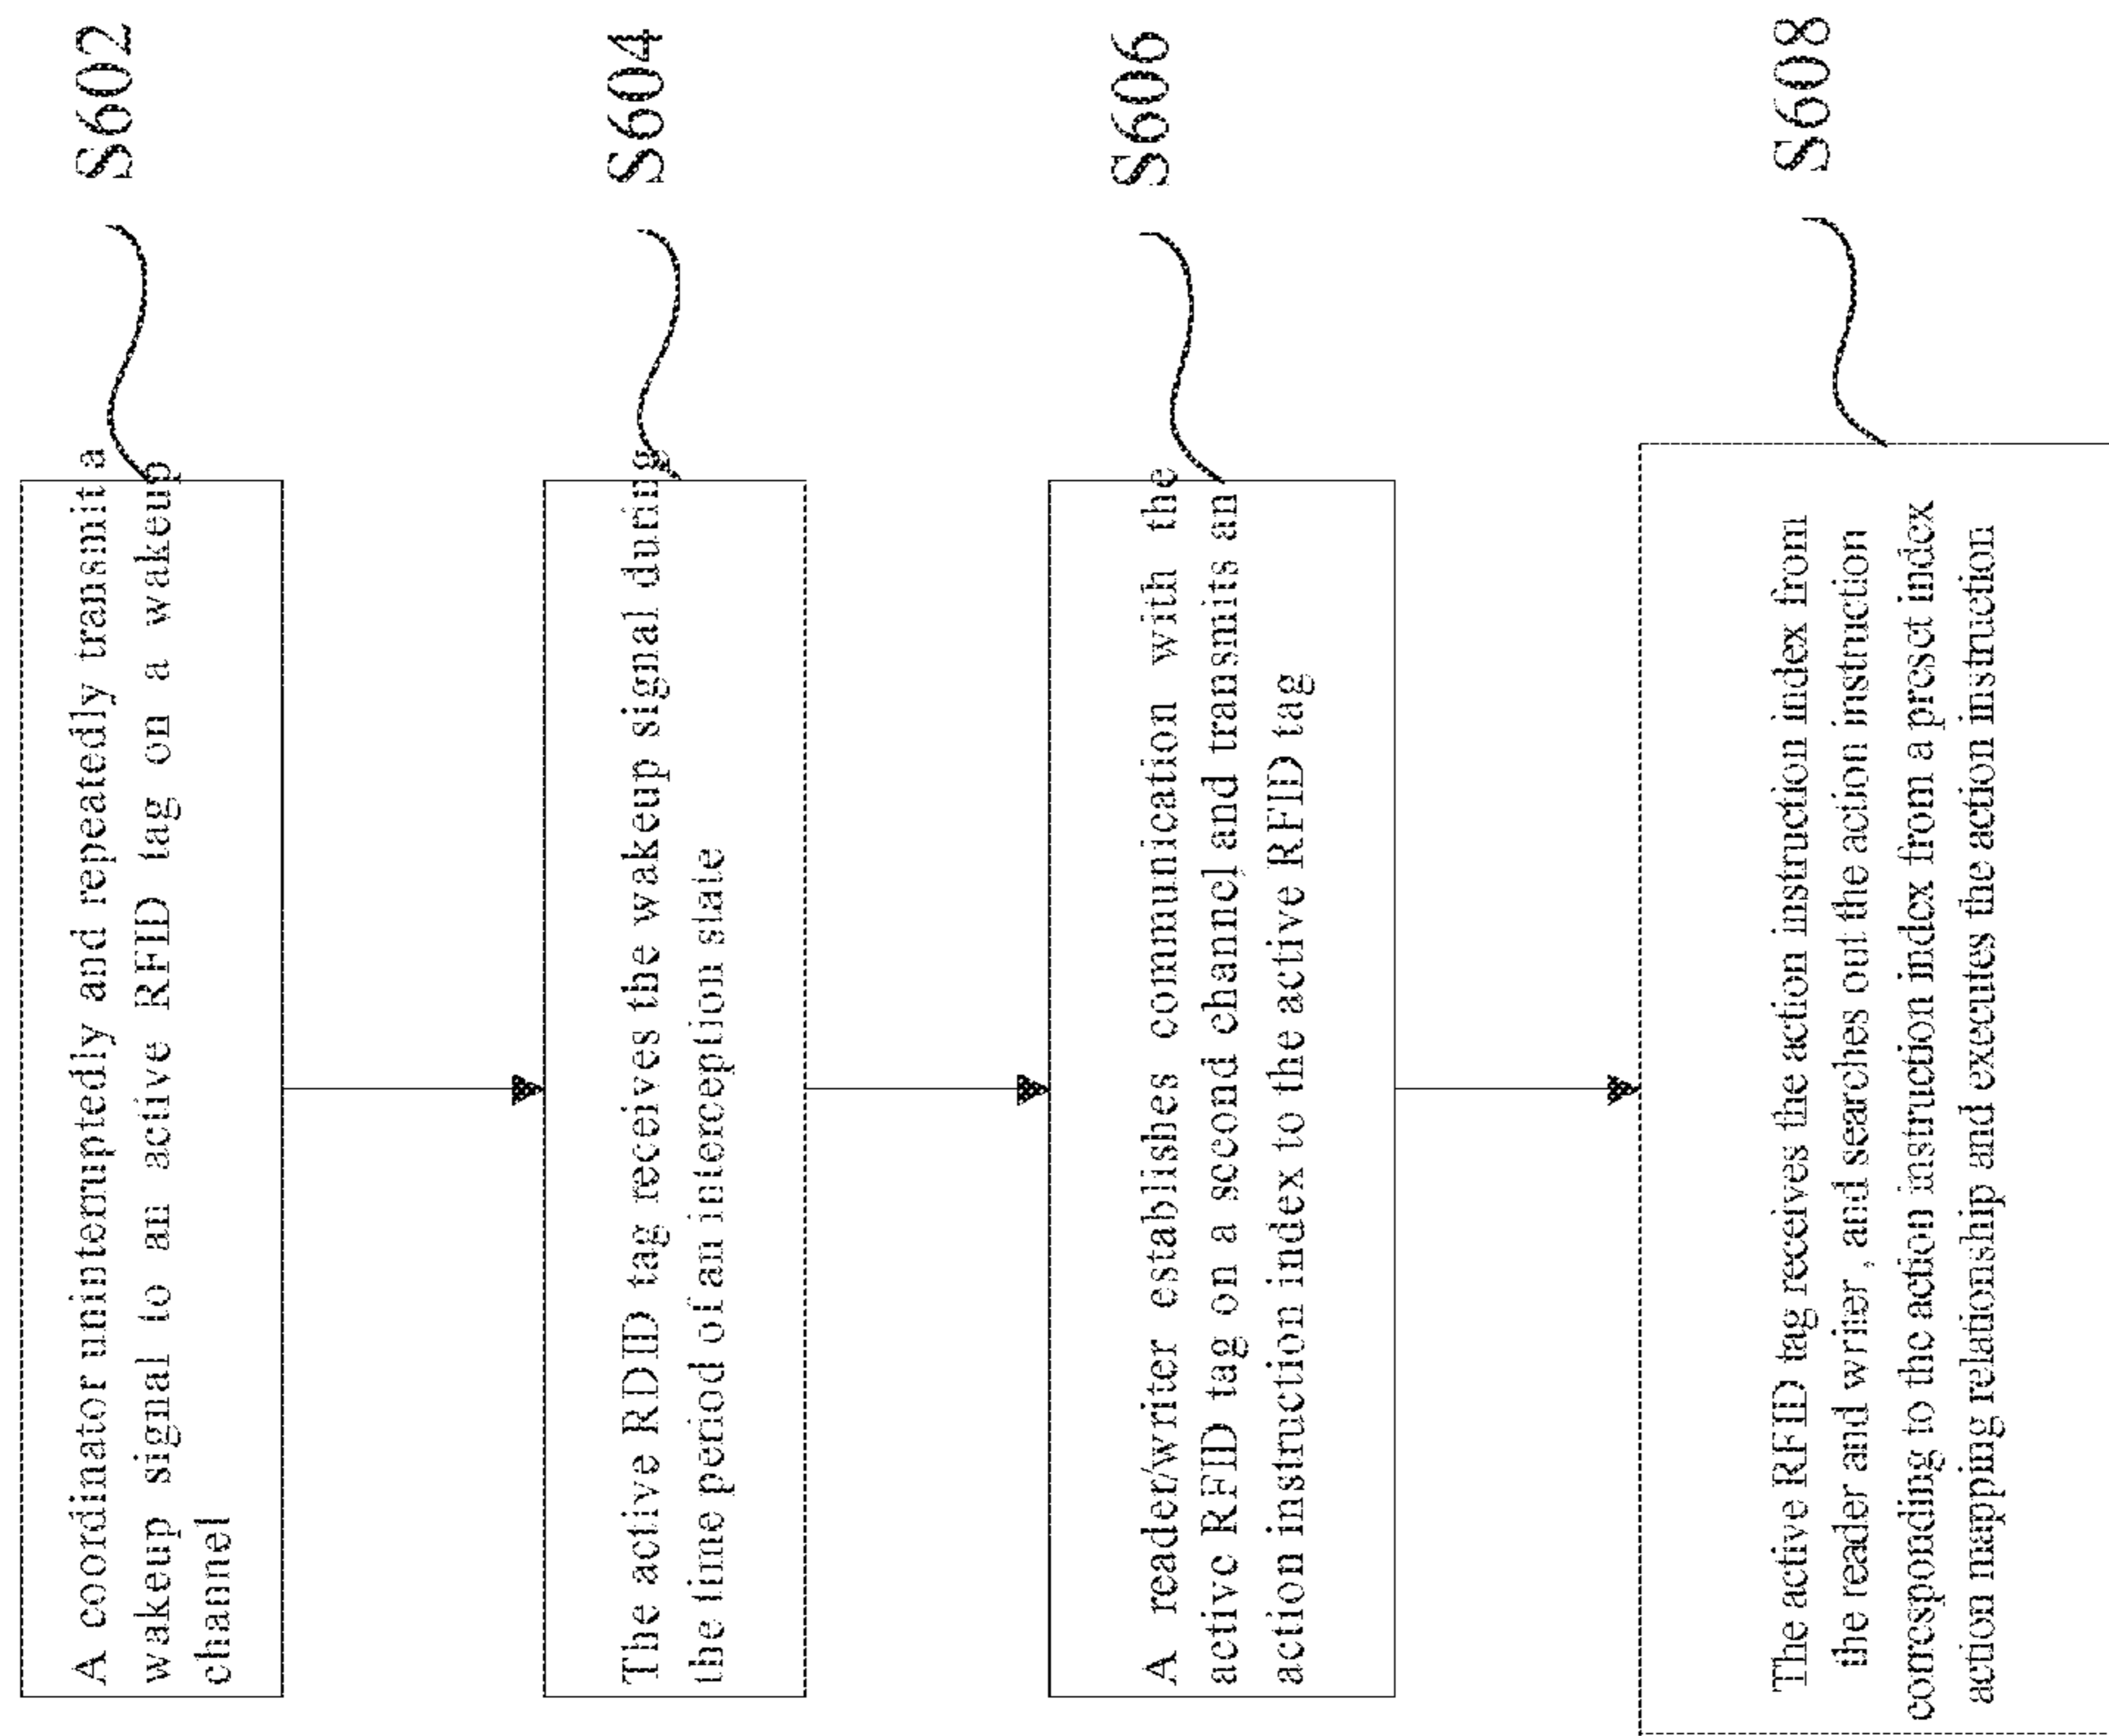 A coordinator uninterruptedly and repeatedly transmit a
wakeup signal to an active RFID tag on a wakeup
channel
S602
The active RDID tag receives the wakeup signal during
the time period of an interception state
S604
A reader/writer establishes communication with the
active RFID tag on a second channel and transmits an
action instruction index to the active RFID tag
S606
The active RFID tag receives the action instruction index from
the reader and writer , and searches out the action instruction
corresponding to the action instruction index from a preset index
action mapping relationship and executes the action instruction
S608